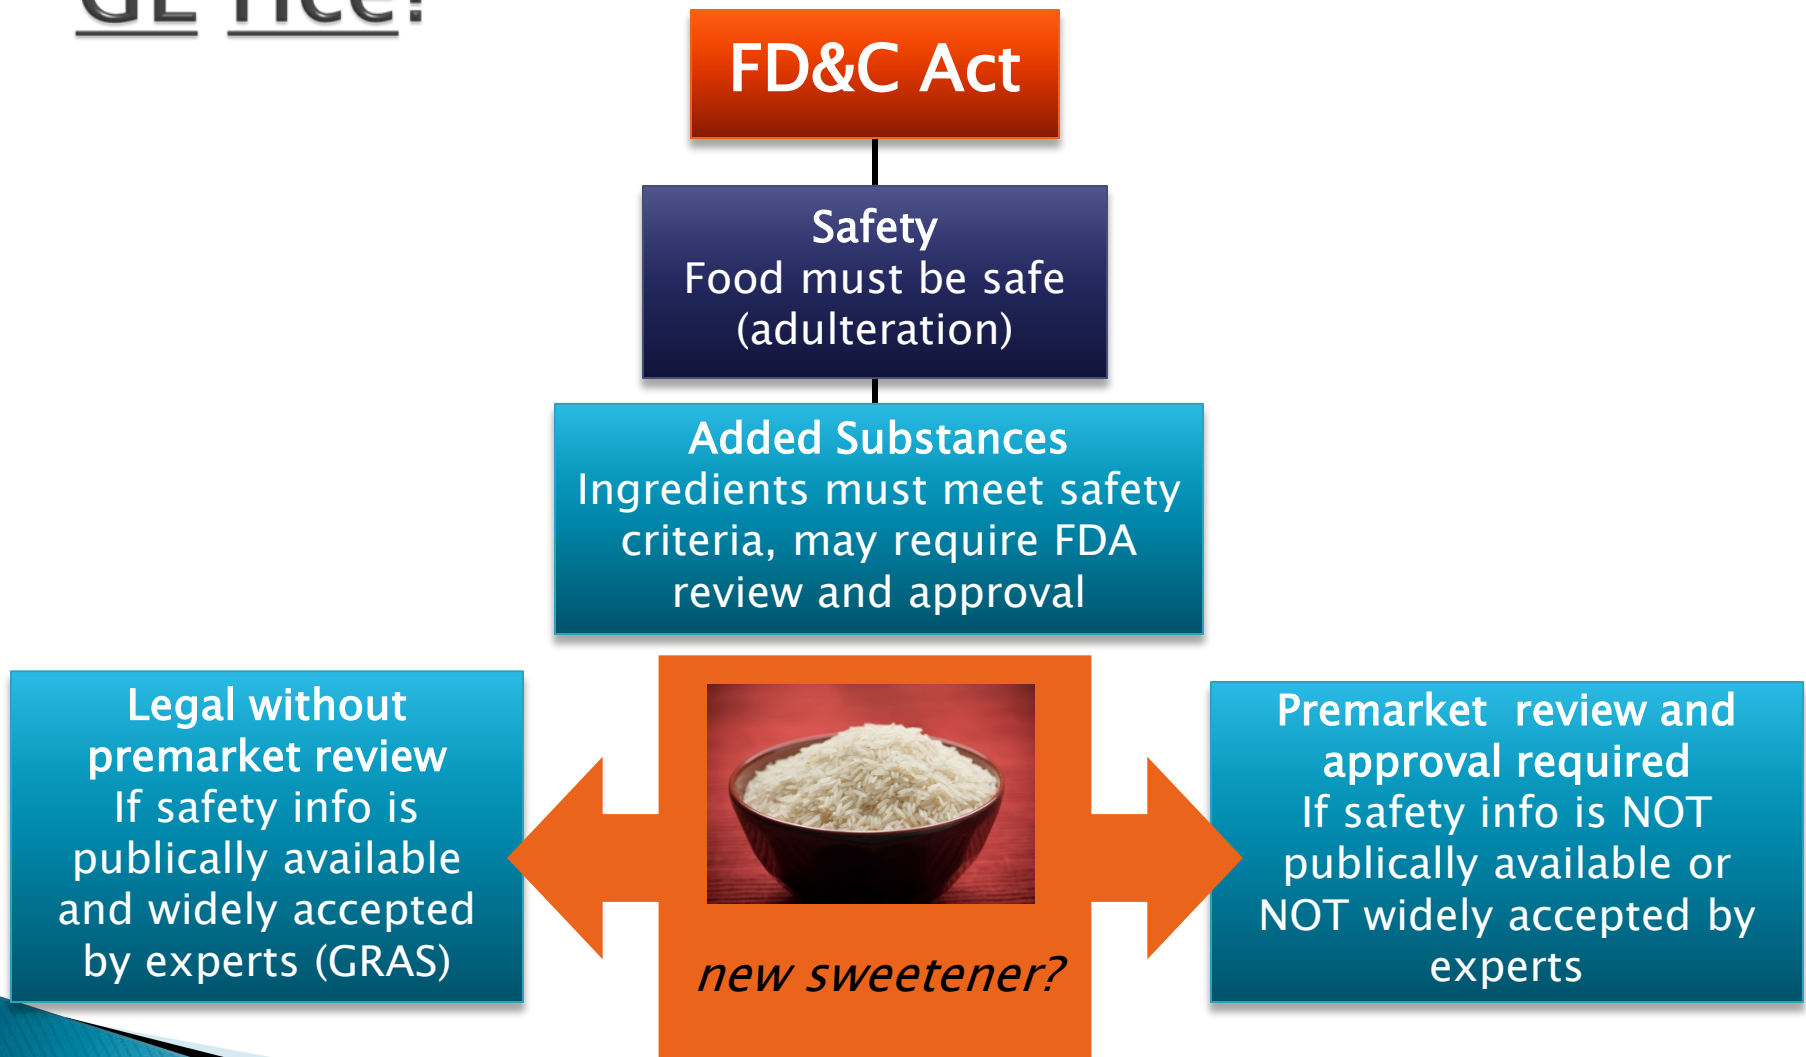 GE rice?
FD&C Act
Safety
Food must be safe
(adulteration)
Added Substances
Ingredients must meet safety
criteria, may require FDA
review and approval
Legal without
premarket review
If safety info is
publically available
and widely accepted
by experts (GRAS)
new sweetener?
Premarket review and
approval required
If safety info is NOT
publically available or
NOT widely accepted by
experts